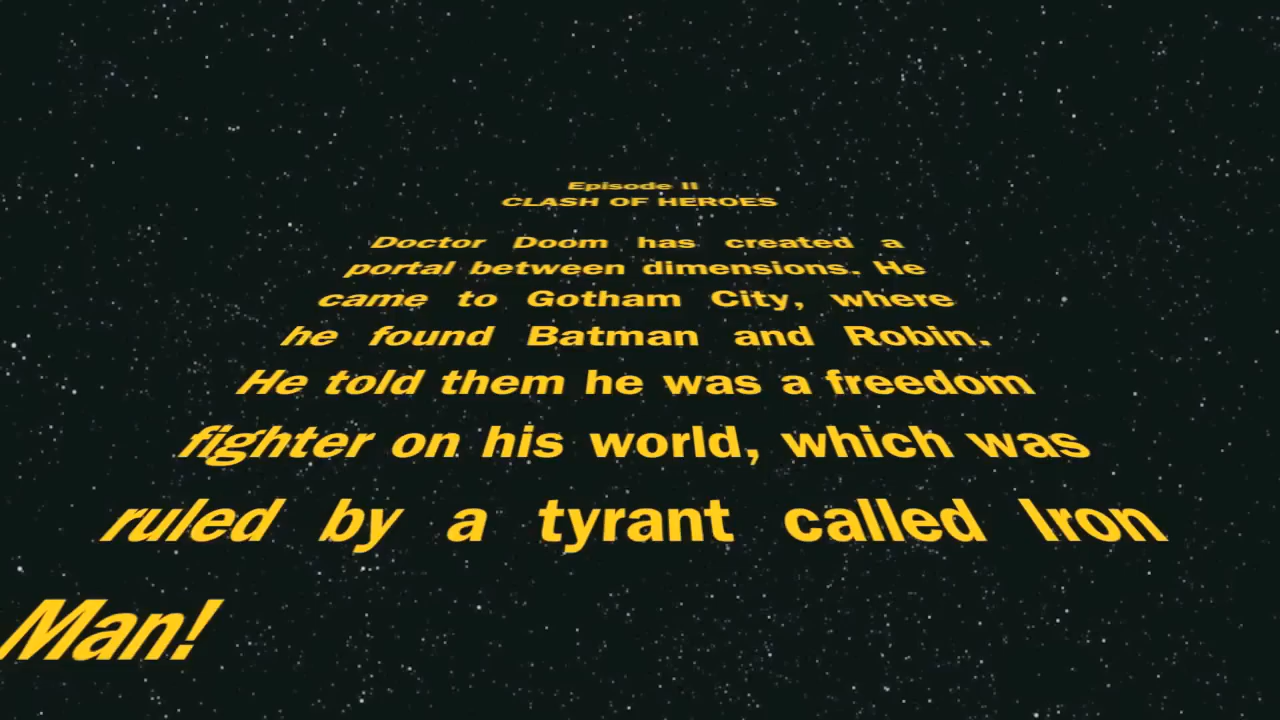 Episode II
CLASH OF HEROES
Doctor Doom has created a
portal between dimensions. He
came to Gotham City, where
he found Batman and Robin.
He told them he was a freedom
fighter on his world, which was
ruled by a tyrant called Iron
Man!